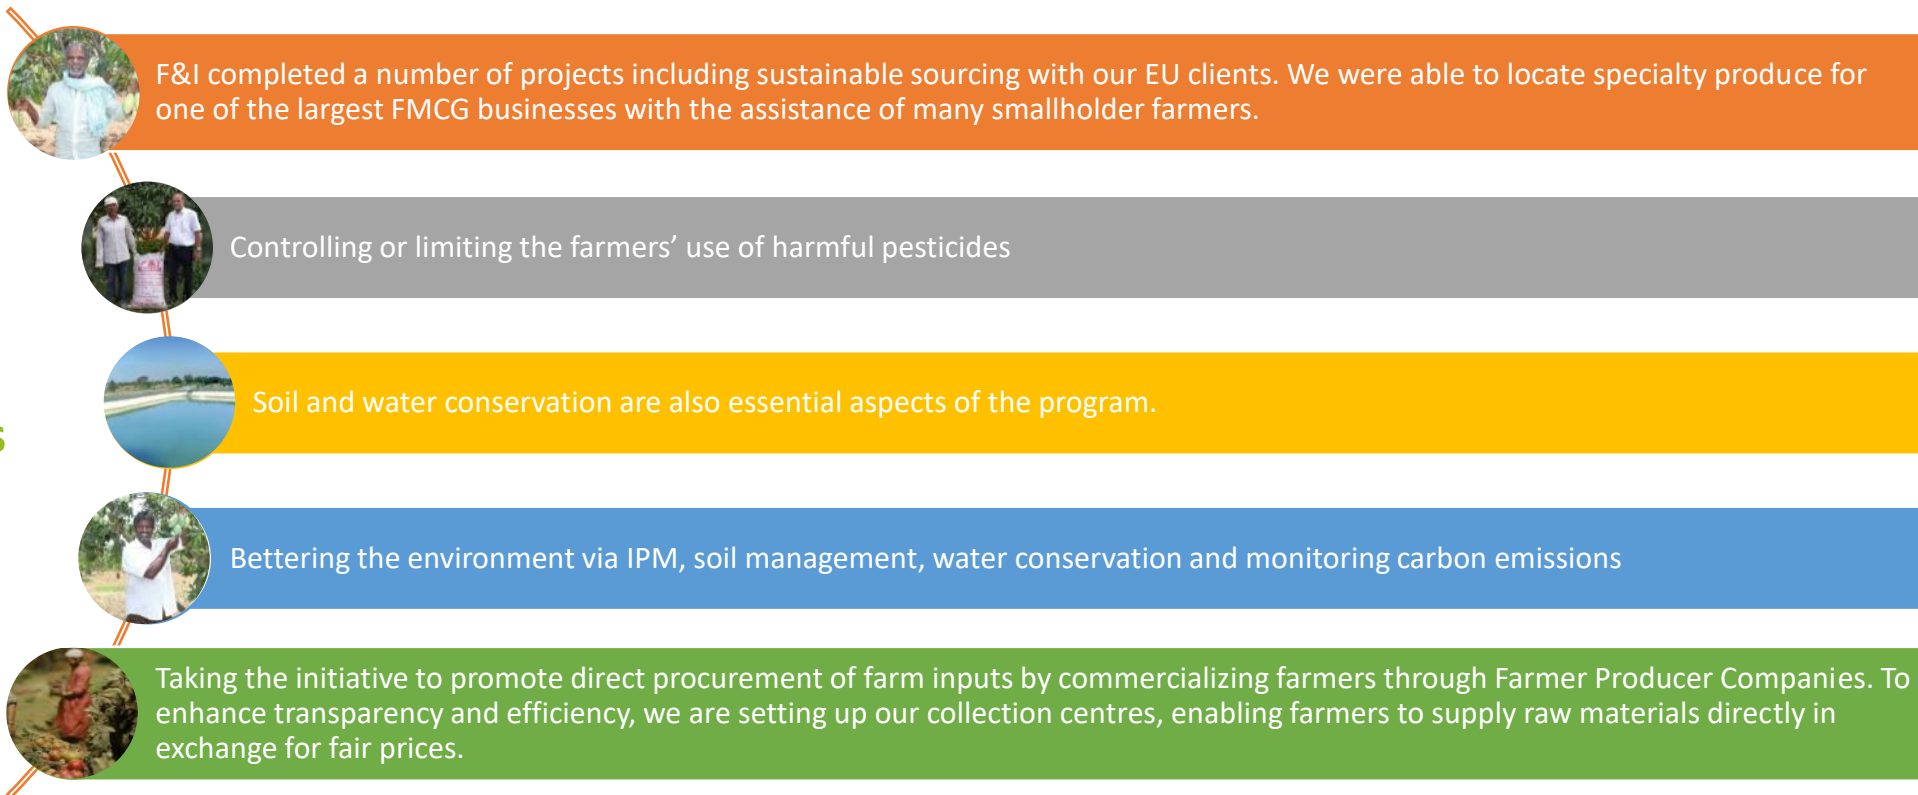 F&I completed a number of projects including sustainable sourcing with our EU clients. We were able to locate specialty produce for
one of the largest FMCG businesses with the assistance of many smallholder farmers.
Controlling or limiting the farmers’ use of harmful pesticides
Soil and water conservation are also essential aspects of the program.
s
Bettering the environment via IPM, soil management, water conservation and monitoring carbon emissions
Taking the initiative to promote direct procurement of farm inputs by commercializing farmers through Farmer Producer Companies. To
enhance transparency and efficiency, we are setting up our collection centres, enabling farmers to supply raw materials directly in
exchange for fair prices.